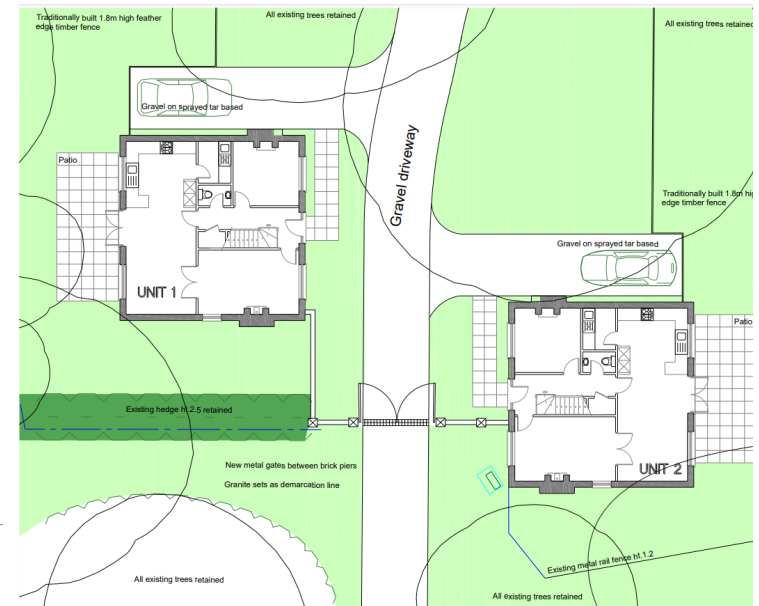 Traditionally built 1.8m high feather
edge timber fence
All existing trees retained
All existing trees retained
Gravel on sprayed tar based
Patio
Gravel driveway
Traditionally built 1.8m
edge timber fence
Gravel on sprayed tar based
UNIT 1
Patio
Existing hedge ht.2.5 retained
New metal gates between brick piers
Granite sets as demarcation line
UNIT 2
Existing metal rail fence ht.1.2
All existing trees retained
All existing trees retained